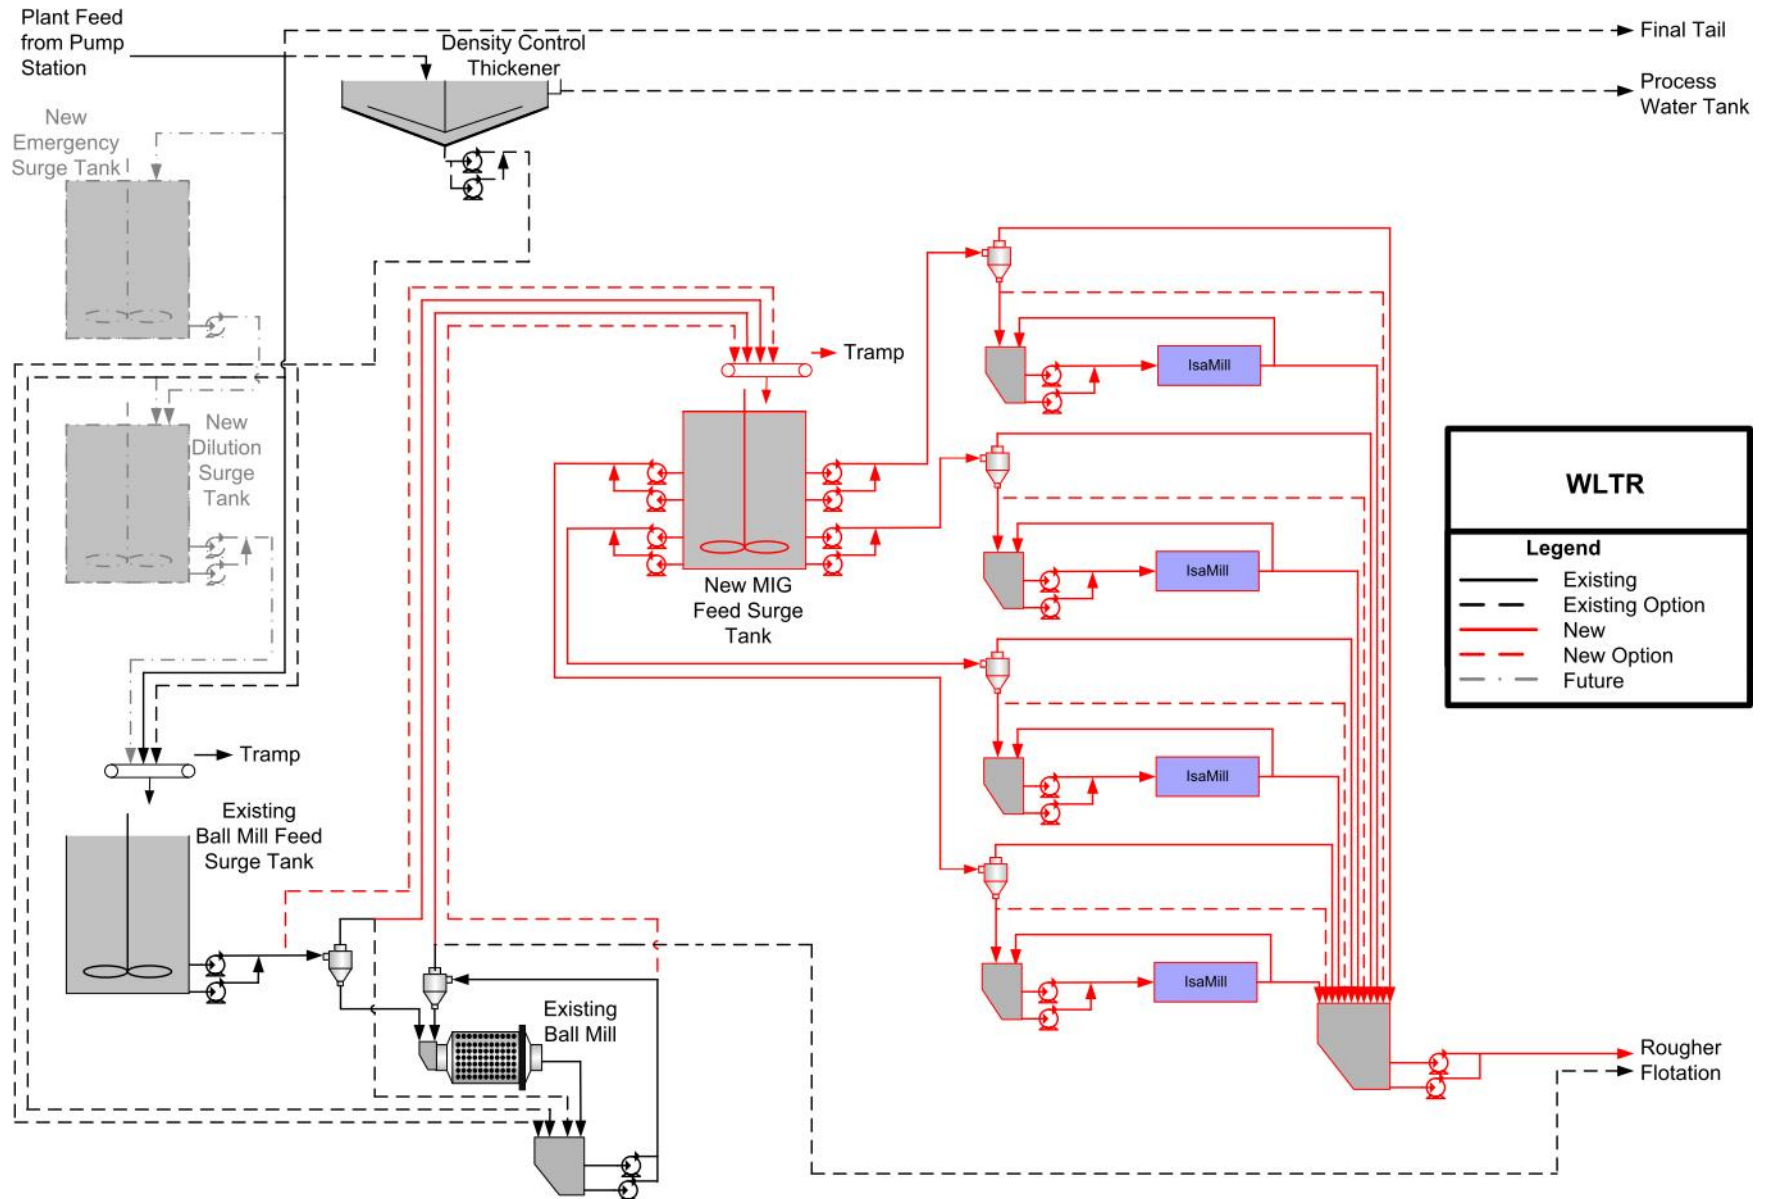 Plant Feed
from Pump
Station
Density Control
Thickener
Final Tail
Process
Water Tank
New
Emergency
Surge Tank
Tramp
IsaMill
New
Dilution
Surge
Tank
IsaMill
New MIG
Feed Surge
Tank
WLTR
Legend
Existing
Existing Option
New
New Option
Future
Tramp
IsaMill
Existing
Ball Mill Feed
Surge Tank
IsaMill
Existing
Ball Mill
Rougher
Flotation